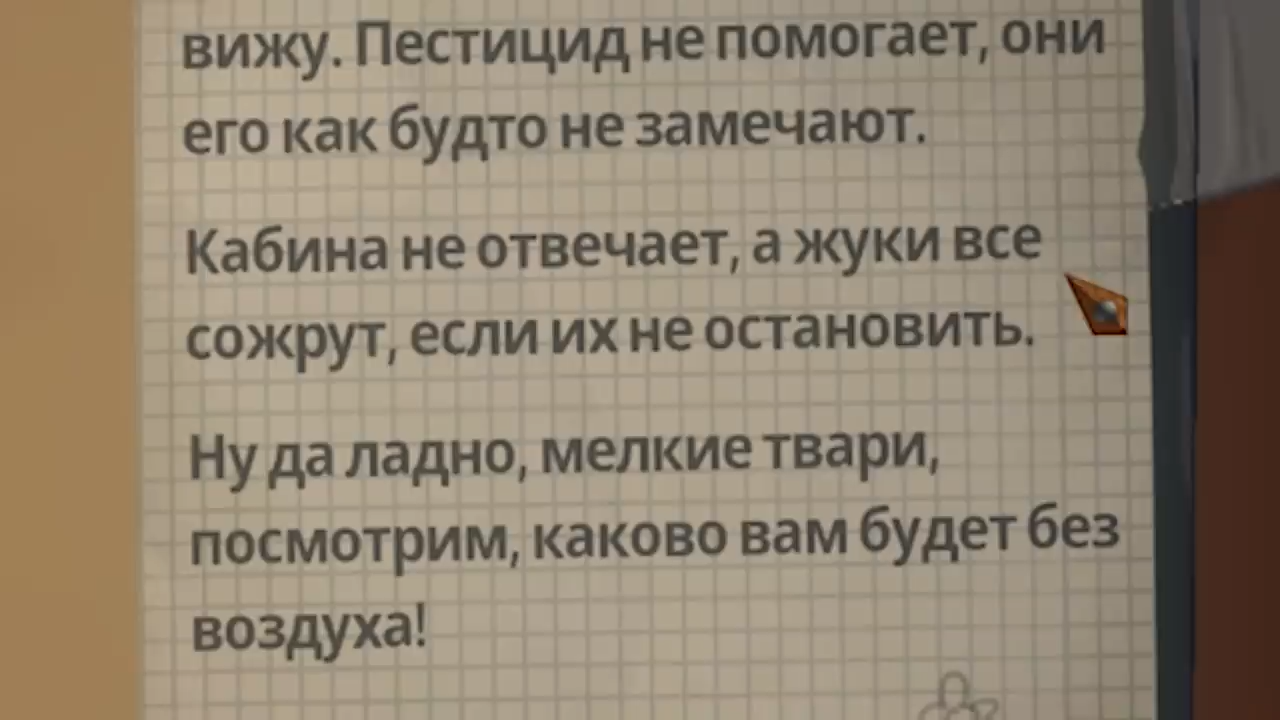 вижу. Пестицид не помогает, они
его как будто не замечают.
Кабина не отвечает, а жуки все
сожрут, если их не остановить.
Ну да ладно, мелкие твари,
посмотрим, каково вам будет без
воздуха!